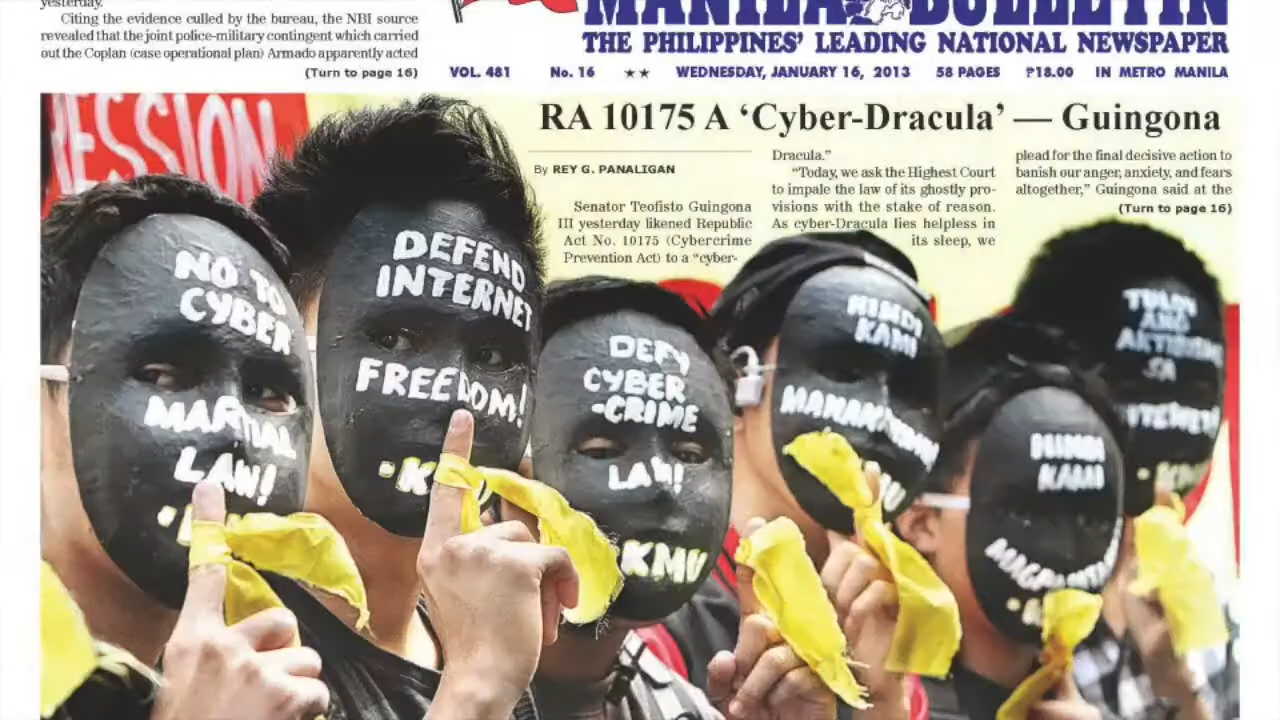 yesterday.
Citing the evidence culled by the bureau, the NBI source
revealed that the joint police-military contingent which carried
out the Coplan (case operational plan) Armado apparently acted
(Turn to page 16)
MANILA BULLETIN
THE PHILIPPINES' LEADING NATIONAL NEWSPAPER
VOL. 481 No. 16 ★★ WEDNESDAY, JANUARY 16, 2013 58 PAGES ₱18.00 IN METRO MANILA
RA 10175 A ‘Cyber-Dracula’ — Guingona
By REY G. PANALIGAN
Senator Teofisto Guingona
III yesterday likened Republic
Act No. 10175 (Cybercrime
Prevention Act) to a “cyber-
Dracula.”
“Today, we ask the Highest Court
to impale the law of its ghostly pro-
visions with the stake of reason.
As cyber-Dracula lies helpless in
its sleep, we
plead for the final decisive action to
banish our anger, anxiety, and fears
altogether,” Guingona said at the
(Turn to page 16)
ESSION
NO TO
CYBER
MARTIAL
LAW!
DEFEND
INTERNET
FREEDOM!
DEFY
CYBER
-CRIME
LAW!
KMU
HINDI
KAMI
HINDI
KAMI
AND
SA